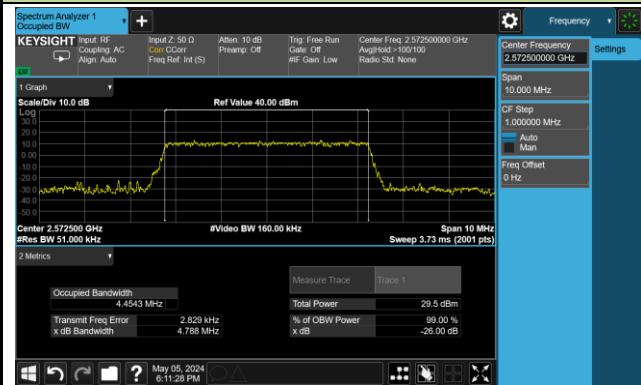 Spectrum Analyzer 1
Occupied BW
+
Frequency
KEYSIGHT
Input: RF
Coupling: AC
Align: Auto
Input Z: 50 Ω
Corr CCorr
Freq Ref: Int (S)
Atten: 10 dB
Preamp: Off
Trig: Free Run
Gate: Off
#IF Gain: Low
Center Freq: 2.572500000 GHz
Avg|Hold:>100/100
Radio Std: None
Center Frequency
2.572500000 GHz
Settings
Span
10.000 MHz
CF Step
1.000000 MHz
Auto
Man
Freq Offset
0 Hz
1 Graph
Scale/Div 10.0 dB
Ref Value 40.00 dBm
Log
30.0
20.0
10.0
0.00
-10.0
-20.0
-30.0
-40.0
-50.0
Center 2.572500 GHz
#Video BW 160.00 kHz
Span 10 MHz
#Res BW 51.000 kHz
Sweep 3.73 ms (2001 pts)
2 Metrics
Measure Trace
Trace 1
Occupied Bandwidth
4.4543 MHz
Total Power
29.5 dBm
Transmit Freq Error
2.829 kHz
% of OBW Power
99.00 %
x dB Bandwidth
4.788 MHz
x dB
-26.00 dB
?
May 05, 2024
6:11:28 PM